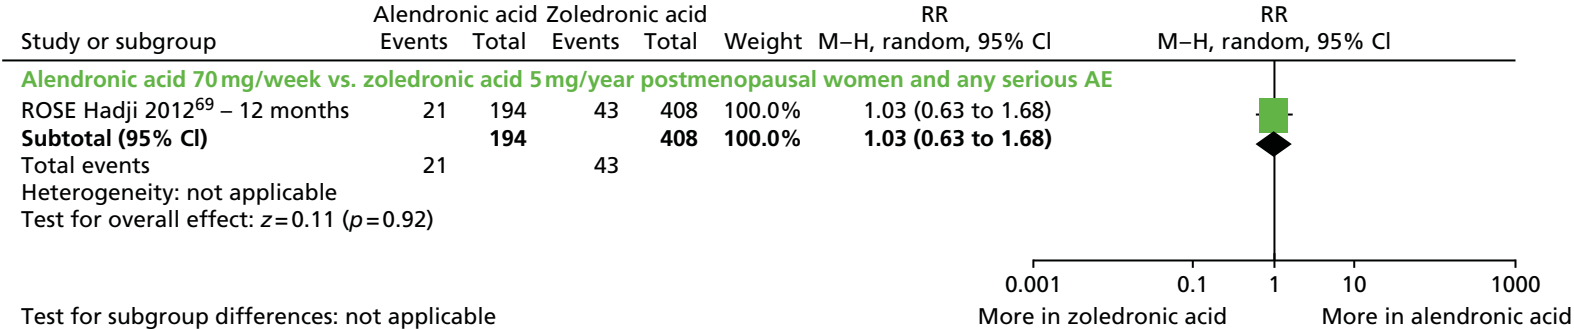 Alendronic acid Zoledronic acid RR RR
Study or subgroup Events Total Events Total Weight M–H, random, 95% CI M–H, random, 95% CI
Alendronic acid 70 mg/week vs. zoledronic acid 5 mg/year postmenopausal women and any serious AE
ROSE Hadji 2012⁶⁹ – 12 months 21 194 43 408 100.0% 1.03 (0.63 to 1.68)
Subtotal (95% CI) 194 408 100.0% 1.03 (0.63 to 1.68)
Total events 21 43
Heterogeneity: not applicable
Test for overall effect: z=0.11 (p=0.92)
0.001 0.1 1 10 1000
Test for subgroup differences: not applicable More in zoledronic acid More in alendronic acid